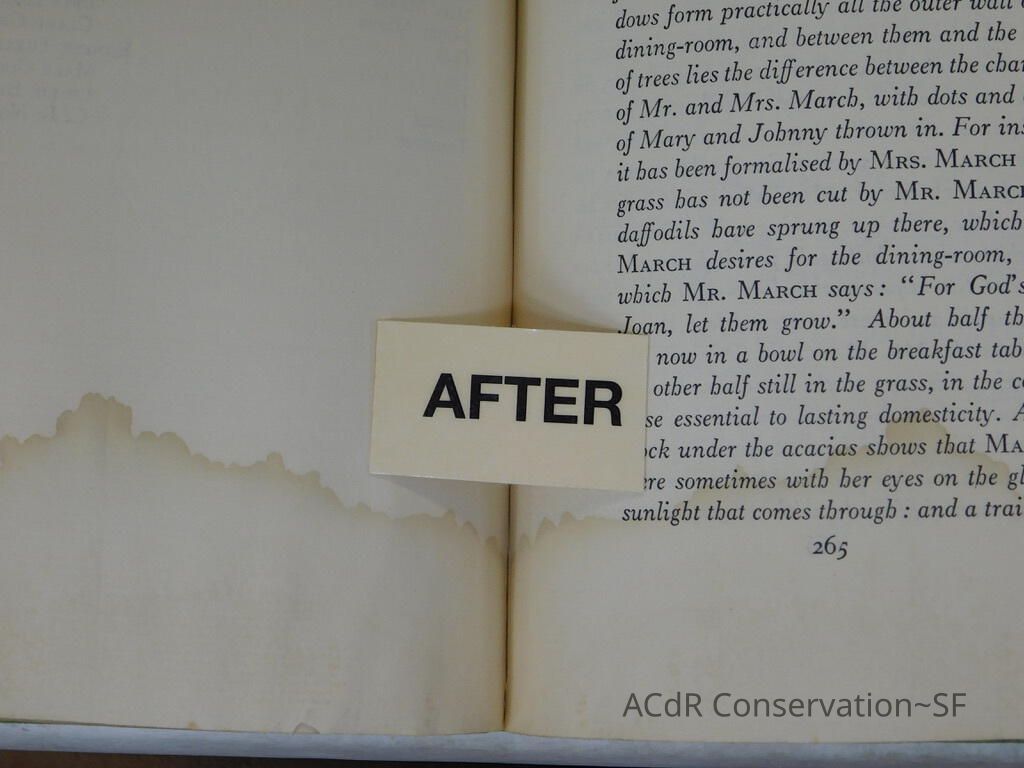 dows form practically all the outer wall
dining-room, and between them and the
of trees lies the difference between the
of Mr. and Mrs. March, with dots and
of Mary and Johnny thrown in. For
it has been formalised by MRS. MARCH
grass has not been cut by MR.
daffodils have sprung up there, which
MARCH desires for the dining-room,
which MR. MARCH says: “For God's
Joan, let them grow.” About half
now in a bowl on the breakfast
other half still in the grass, in the
essential to lasting domesticity.
under the acacias shows that
sometimes with her eyes on the
sunlight that comes through : and a
265
AFTER
ACdR Conservation~SF